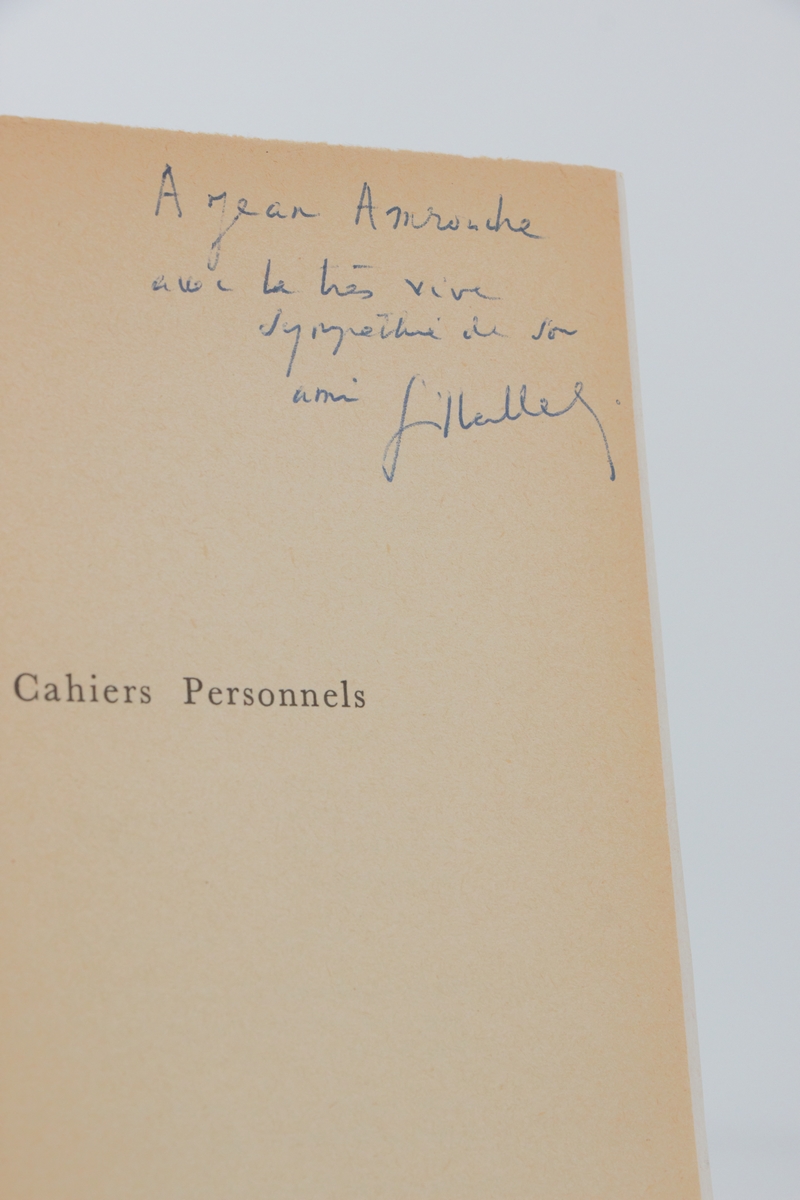 A Jean Amrouche
avec la très vive
sympathie de son
ami
Cahiers Personnels